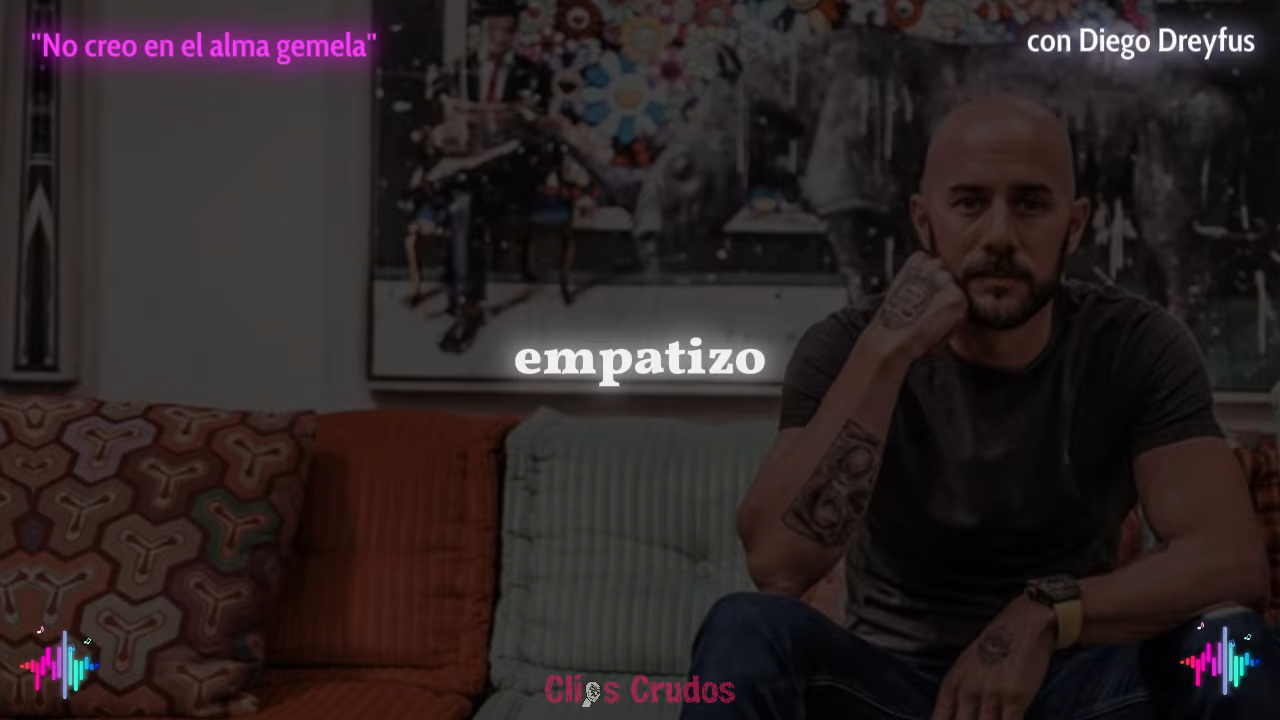 "No creo en el alma gemela"
con Diego Dreyfus
empatizo
Clips Crudos